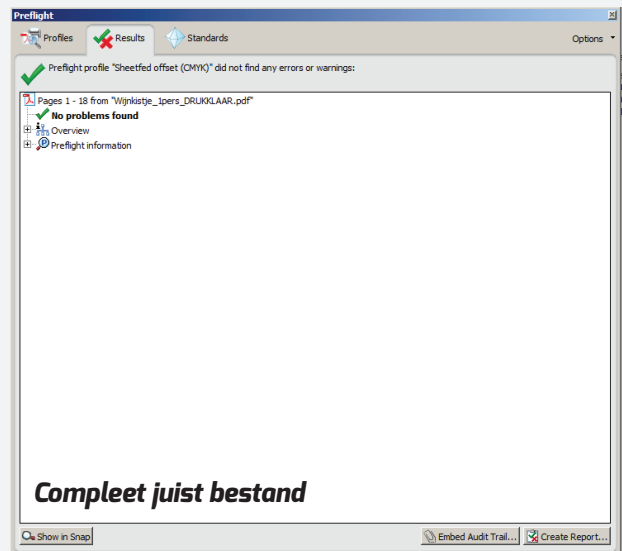 Preflight
Profiles
Results
Standards
Options
Preflight profile "Sheetfed offset (CMYK)" did not find any errors or warnings:
Pages 1 - 18 from "Wijnkistje_1pers_DRUKKLAAR.pdf"
No problems found
Overview
Preflight information
Compleet juist bestand
Show in Snap
Embed Audit Trail...
Create Report...